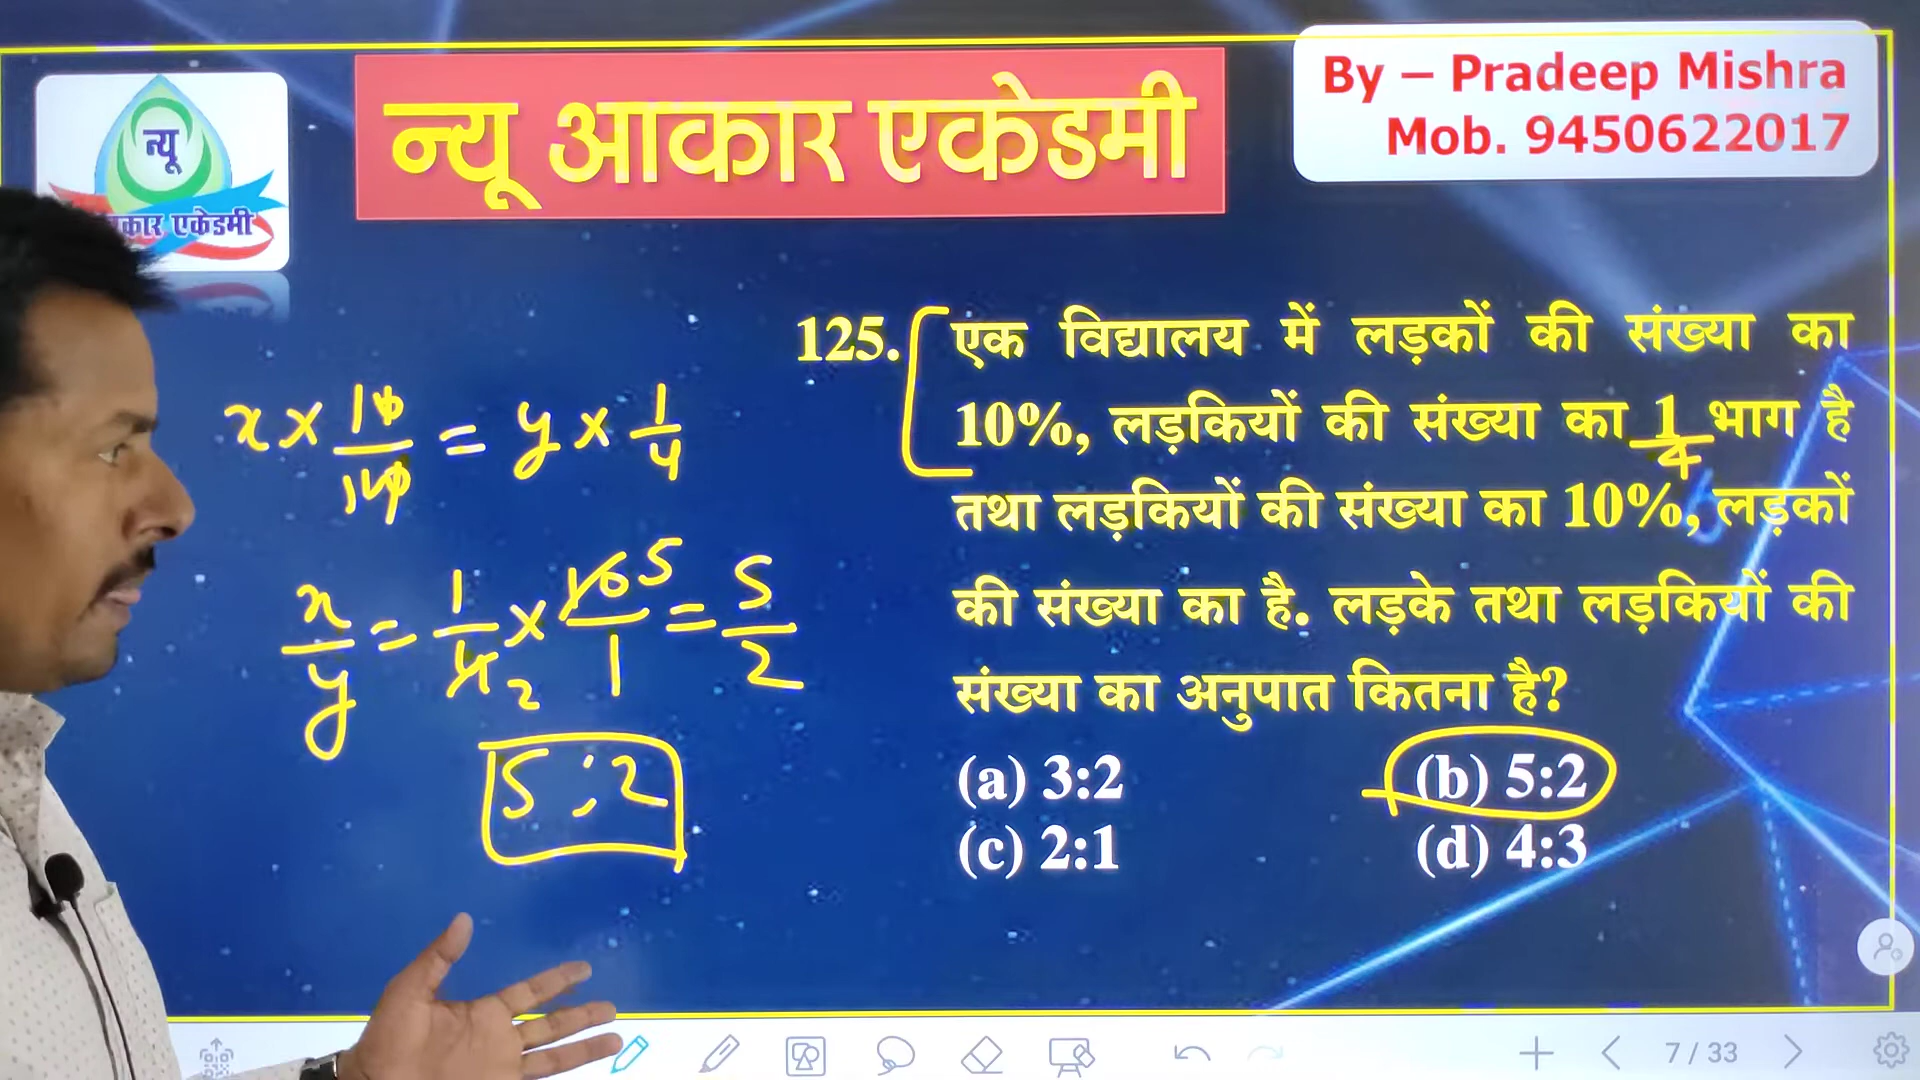 न्यू
कार एकेडमी
न्यू आकार एकेडमी
By – Pradeep Mishra
Mob. 9450622017
125. एक विद्यालय में लड़कों की संख्या का
10%, लड़कियों की संख्या का 1/4 भाग है
तथा लड़कियों की संख्या का 10%, लड़कों
की संख्या का है. लड़के तथा लड़कियों की
संख्या का अनुपात कितना है?
(a) 3:2 (b) 5:2
(c) 2:1 (d) 4:3
x × 10/100 = y × 1/4
x/y = 1/4 2 × 10 5/1 = 5/2
5:2
7 / 33